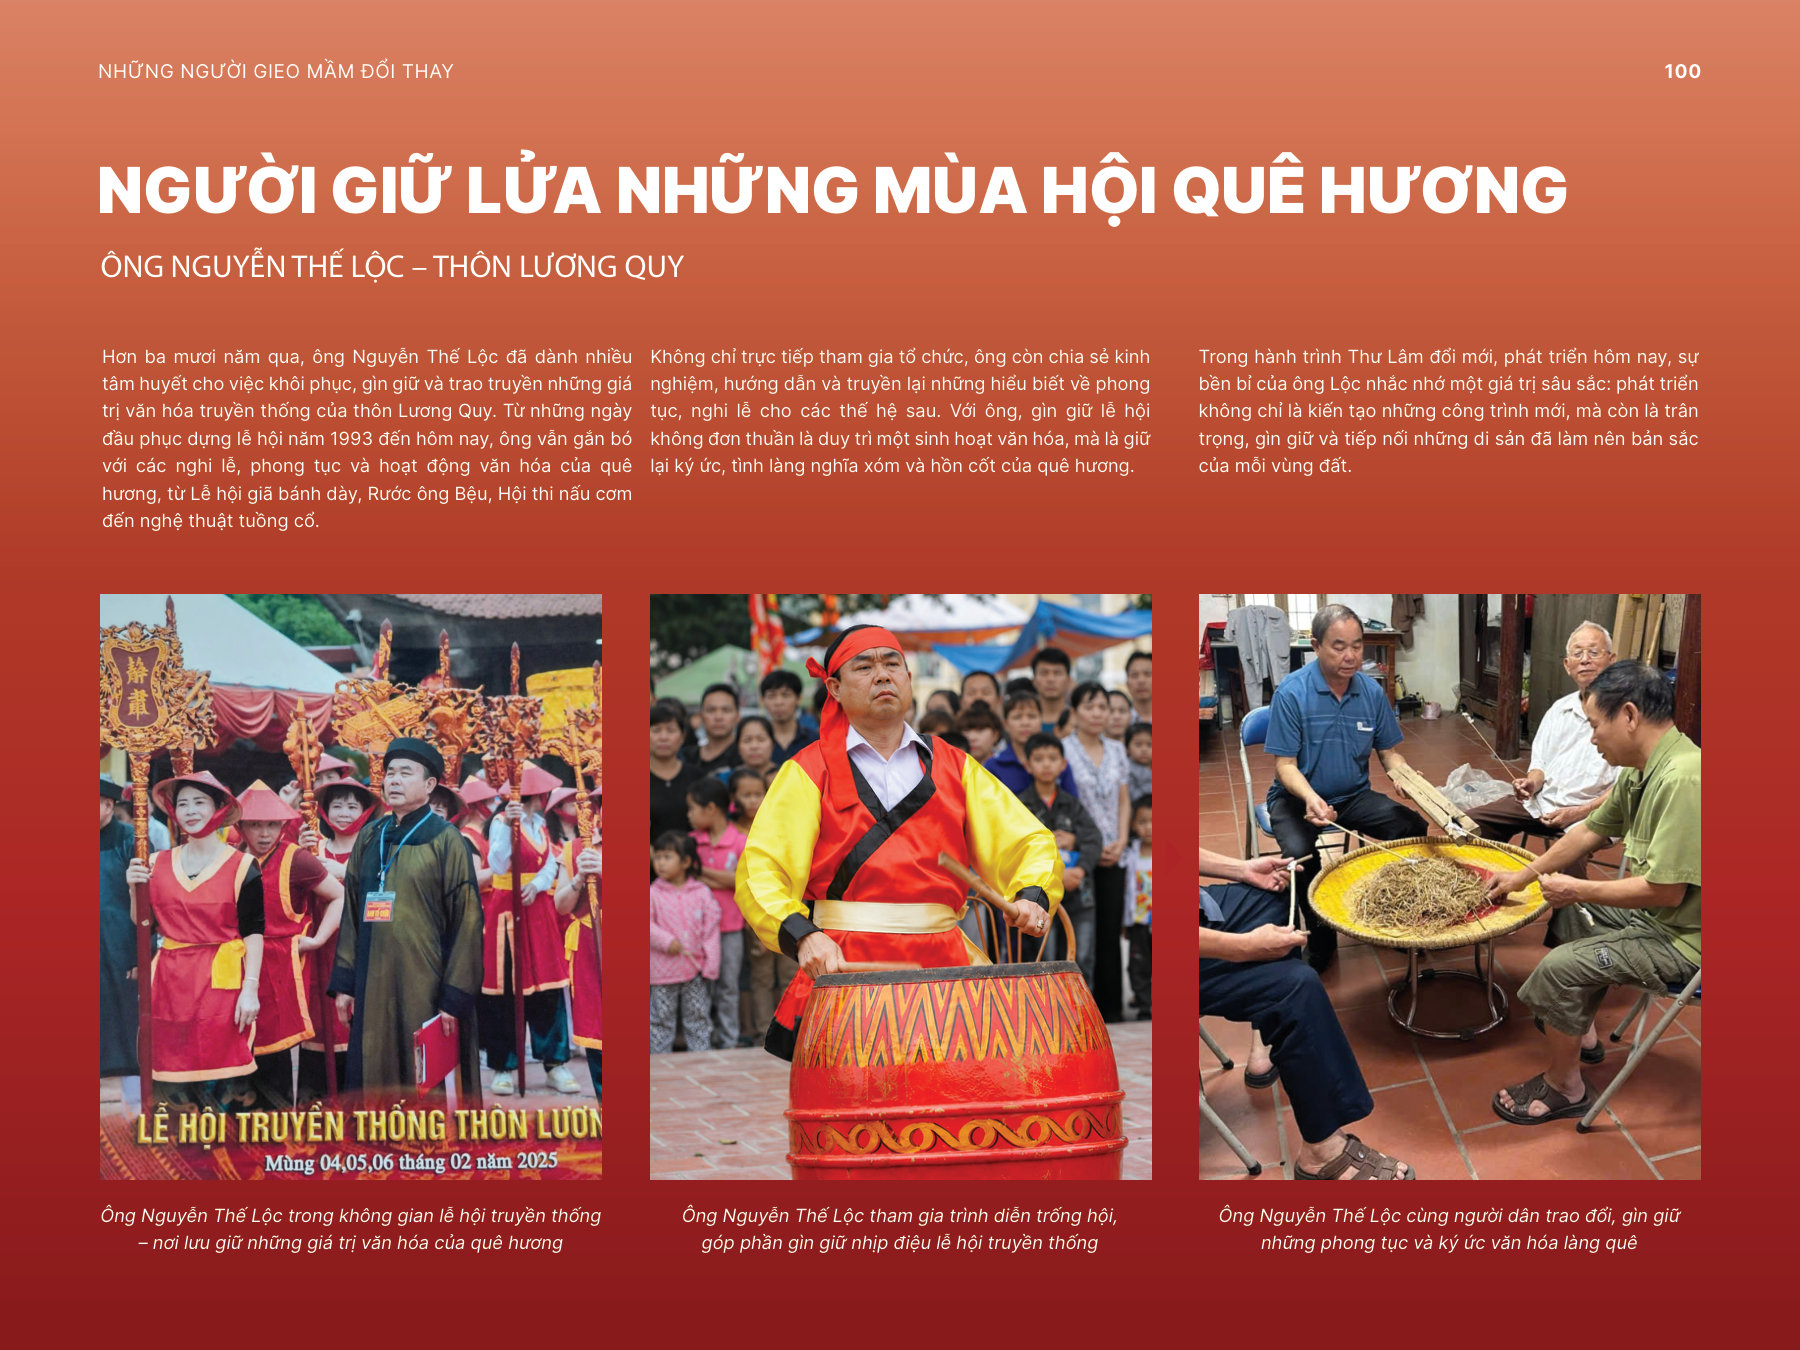 NHỮNG NGƯỜI GIEO MẦM ĐỔI THAY
100
NGƯỜI GIỮ LỬA NHỮNG MÙA HỘI QUÊ HƯƠNG
ÔNG NGUYỄN THẾ LỘC – THÔN LƯƠNG QUY
Hơn ba mươi năm qua, ông Nguyễn Thế Lộc đã dành nhiều
tâm huyết cho việc khôi phục, gìn giữ và trao truyền những giá
trị văn hóa truyền thống của thôn Lương Quy. Từ những ngày
đầu phục dựng lễ hội năm 1993 đến hôm nay, ông vẫn gắn bó
với các nghi lễ, phong tục và hoạt động văn hóa của quê
hương, từ Lễ hội giã bánh dày, Rước ông Bệu, Hội thi nấu cơm
đến nghệ thuật tuồng cổ.
Không chỉ trực tiếp tham gia tổ chức, ông còn chia sẻ kinh
nghiệm, hướng dẫn và truyền lại những hiểu biết về phong
tục, nghi lễ cho các thế hệ sau. Với ông, gìn giữ lễ hội
không đơn thuần là duy trì một sinh hoạt văn hóa, mà là giữ
lại ký ức, tình làng nghĩa xóm và hồn cốt của quê hương.
Trong hành trình Thư Lâm đổi mới, phát triển hôm nay, sự
bền bỉ của ông Lộc nhắc nhớ một giá trị sâu sắc: phát triển
không chỉ là kiến tạo những công trình mới, mà còn là trân
trọng, gìn giữ và tiếp nối những di sản đã làm nên bản sắc
của mỗi vùng đất.
LỄ HỘI TRUYỀN THỐNG THÒN LƯƠN
Mùng 04,05,06 tháng 02 năm 2025
Ông Nguyễn Thế Lộc trong không gian lễ hội truyền thống
– nơi lưu giữ những giá trị văn hóa của quê hương
Ông Nguyễn Thế Lộc tham gia trình diễn trống hội,
góp phần gìn giữ nhịp điệu lễ hội truyền thống
Ông Nguyễn Thế Lộc cùng người dân trao đổi, gìn giữ
những phong tục và ký ức văn hóa làng quê